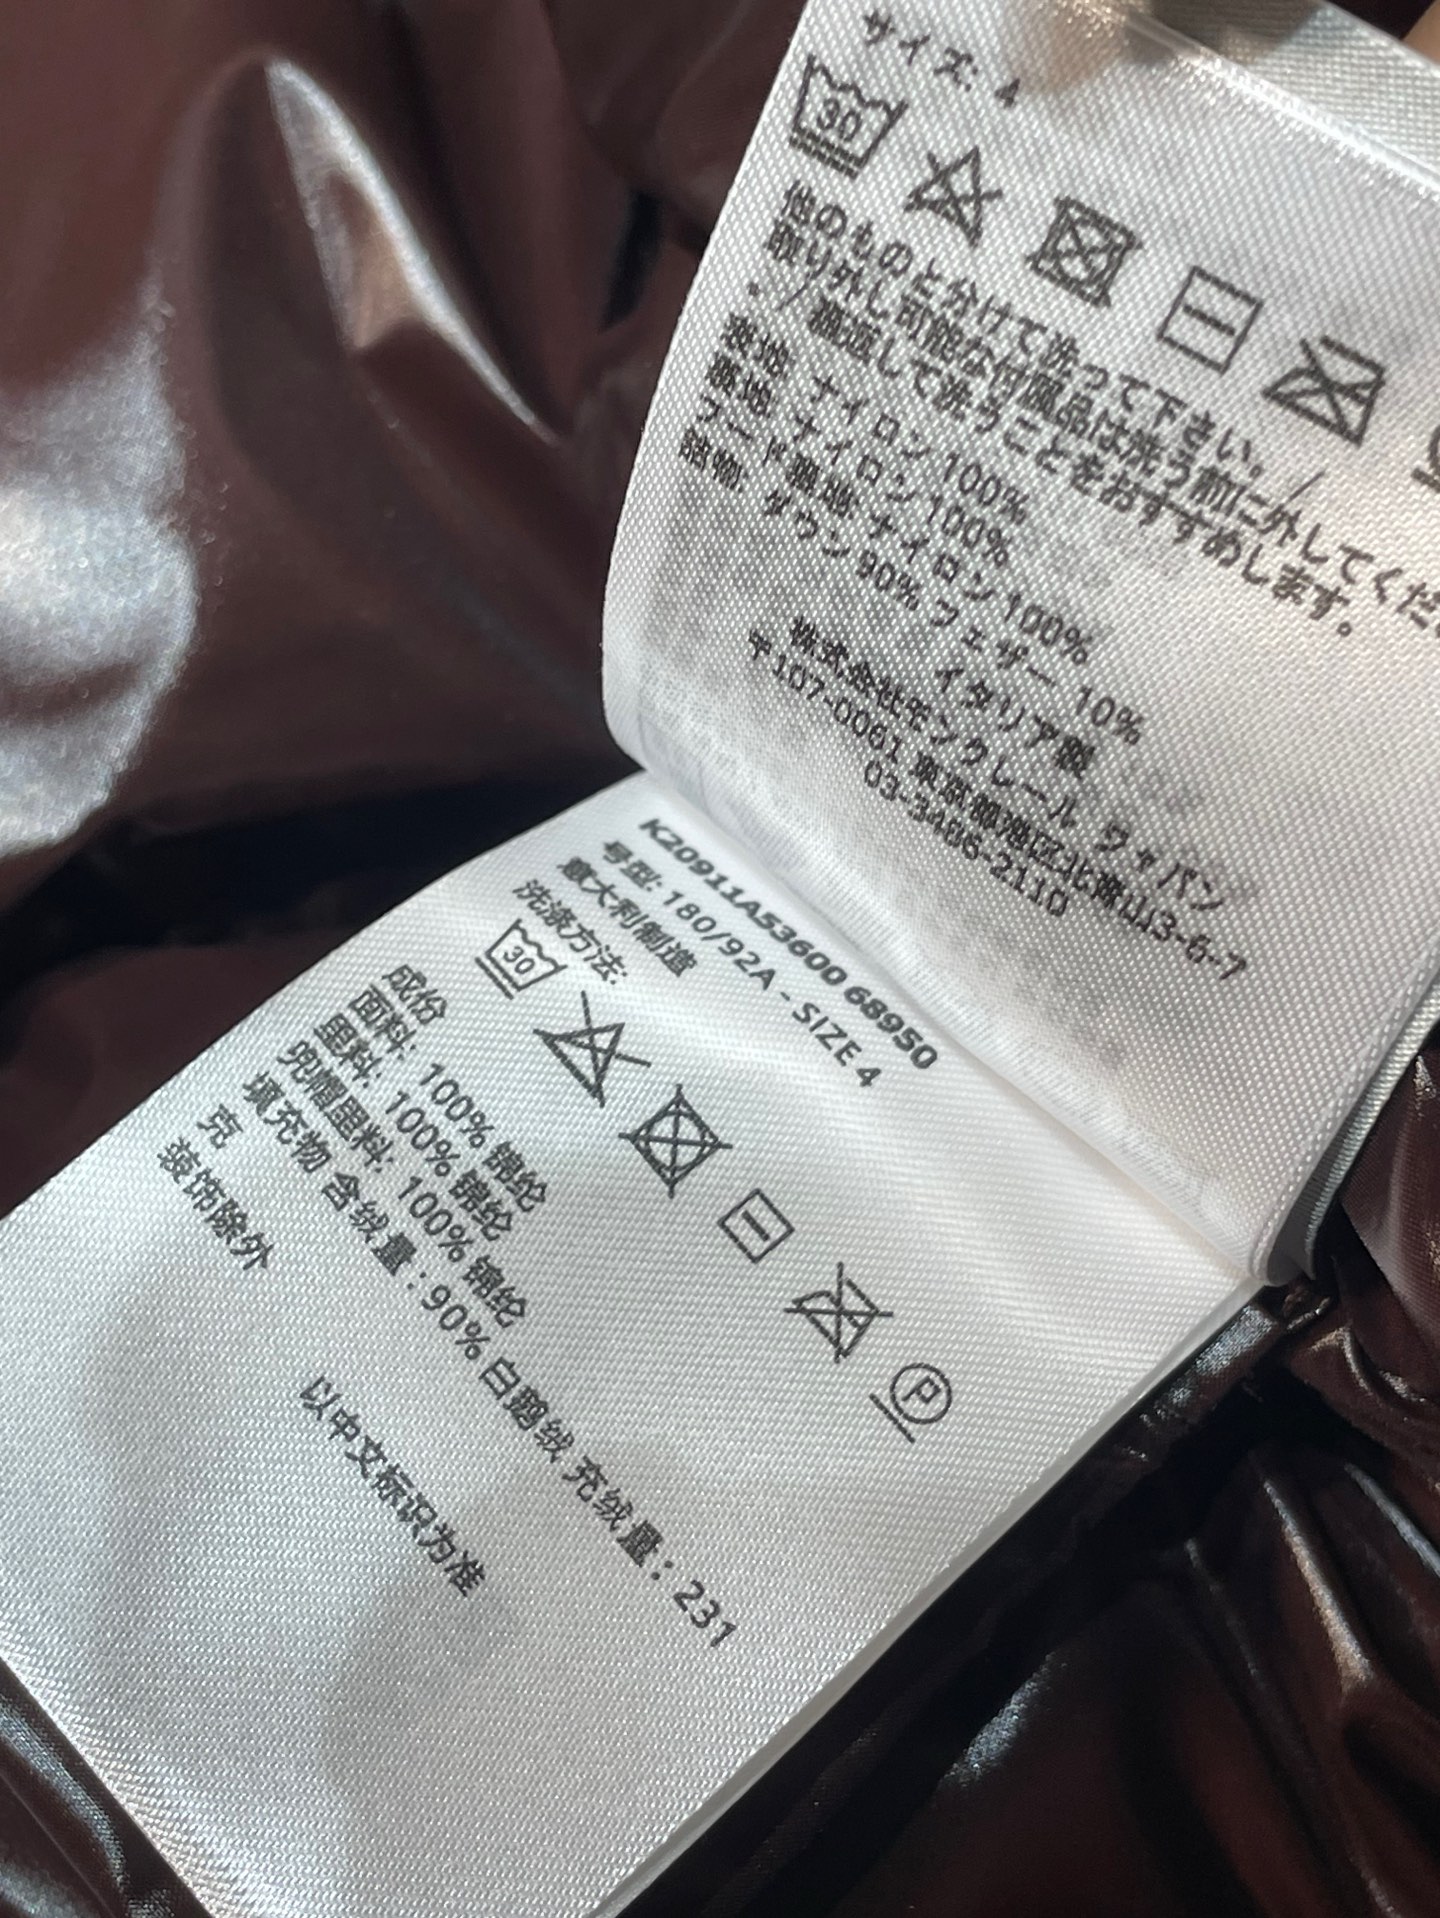 サイズ: 4
30
他のものと分けて洗って下さい。/
取り外し可能な付属品は洗う前に外してくだ
. / 裏返して洗うことをおすすめします。
表地: ナイロン 100%
裏地: ナイロン100%
フード裏地: ナイロン100%
詰物: ダウン 90% フェザー 10%
イタリア製
株式会社モンクレール ジャパン
〒107-0061 東京都港区北青山3-6-7
03-3406-2110
K20911A53600 68950
号型: 180/92A - SIZE 4
意大利制造
洗涤方法:
30
P
成份
面料: 100% 锦纶
里料: 100% 锦纶
兜帽里料: 100% 锦纶
填充物 含绒量:90% 白鹅绒 充绒量:231
克
装饰除外
以中文标识为准